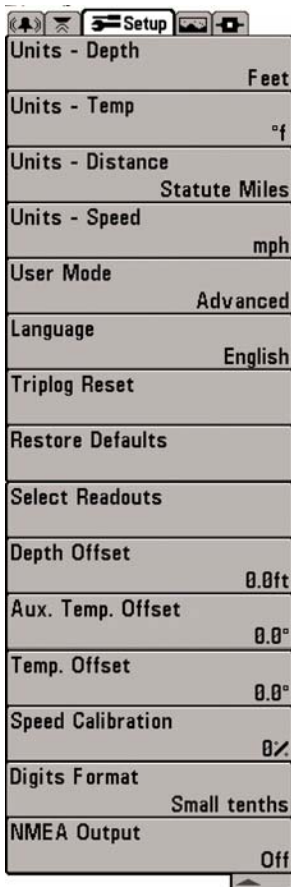 Setup
Units - Depth
Feet
Units - Temp
°f
Units - Distance
Statute Miles
Units - Speed
mph
User Mode
Advanced
Language
English
Triplog Reset
Restore Defaults
Select Readouts
Depth Offset
0.0ft
Aux. Temp. Offset
0.0°
Temp. Offset
0.0°
Speed Calibration
0%
Digits Format
Small tenths
NMEA Output
Off